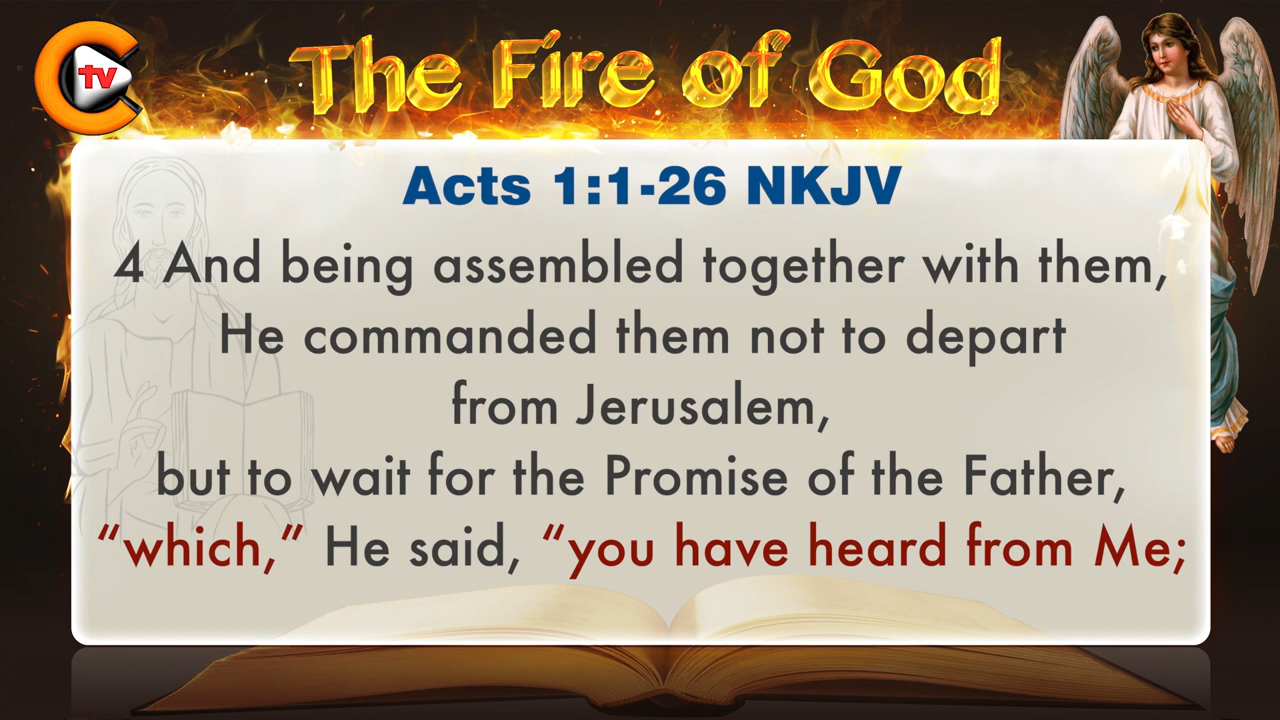 tv
The Fire of God
Acts 1:1-26 NKJV
4 And being assembled together with them,
He commanded them not to depart
from Jerusalem,
but to wait for the Promise of the Father,
“which,” He said, “you have heard from Me;